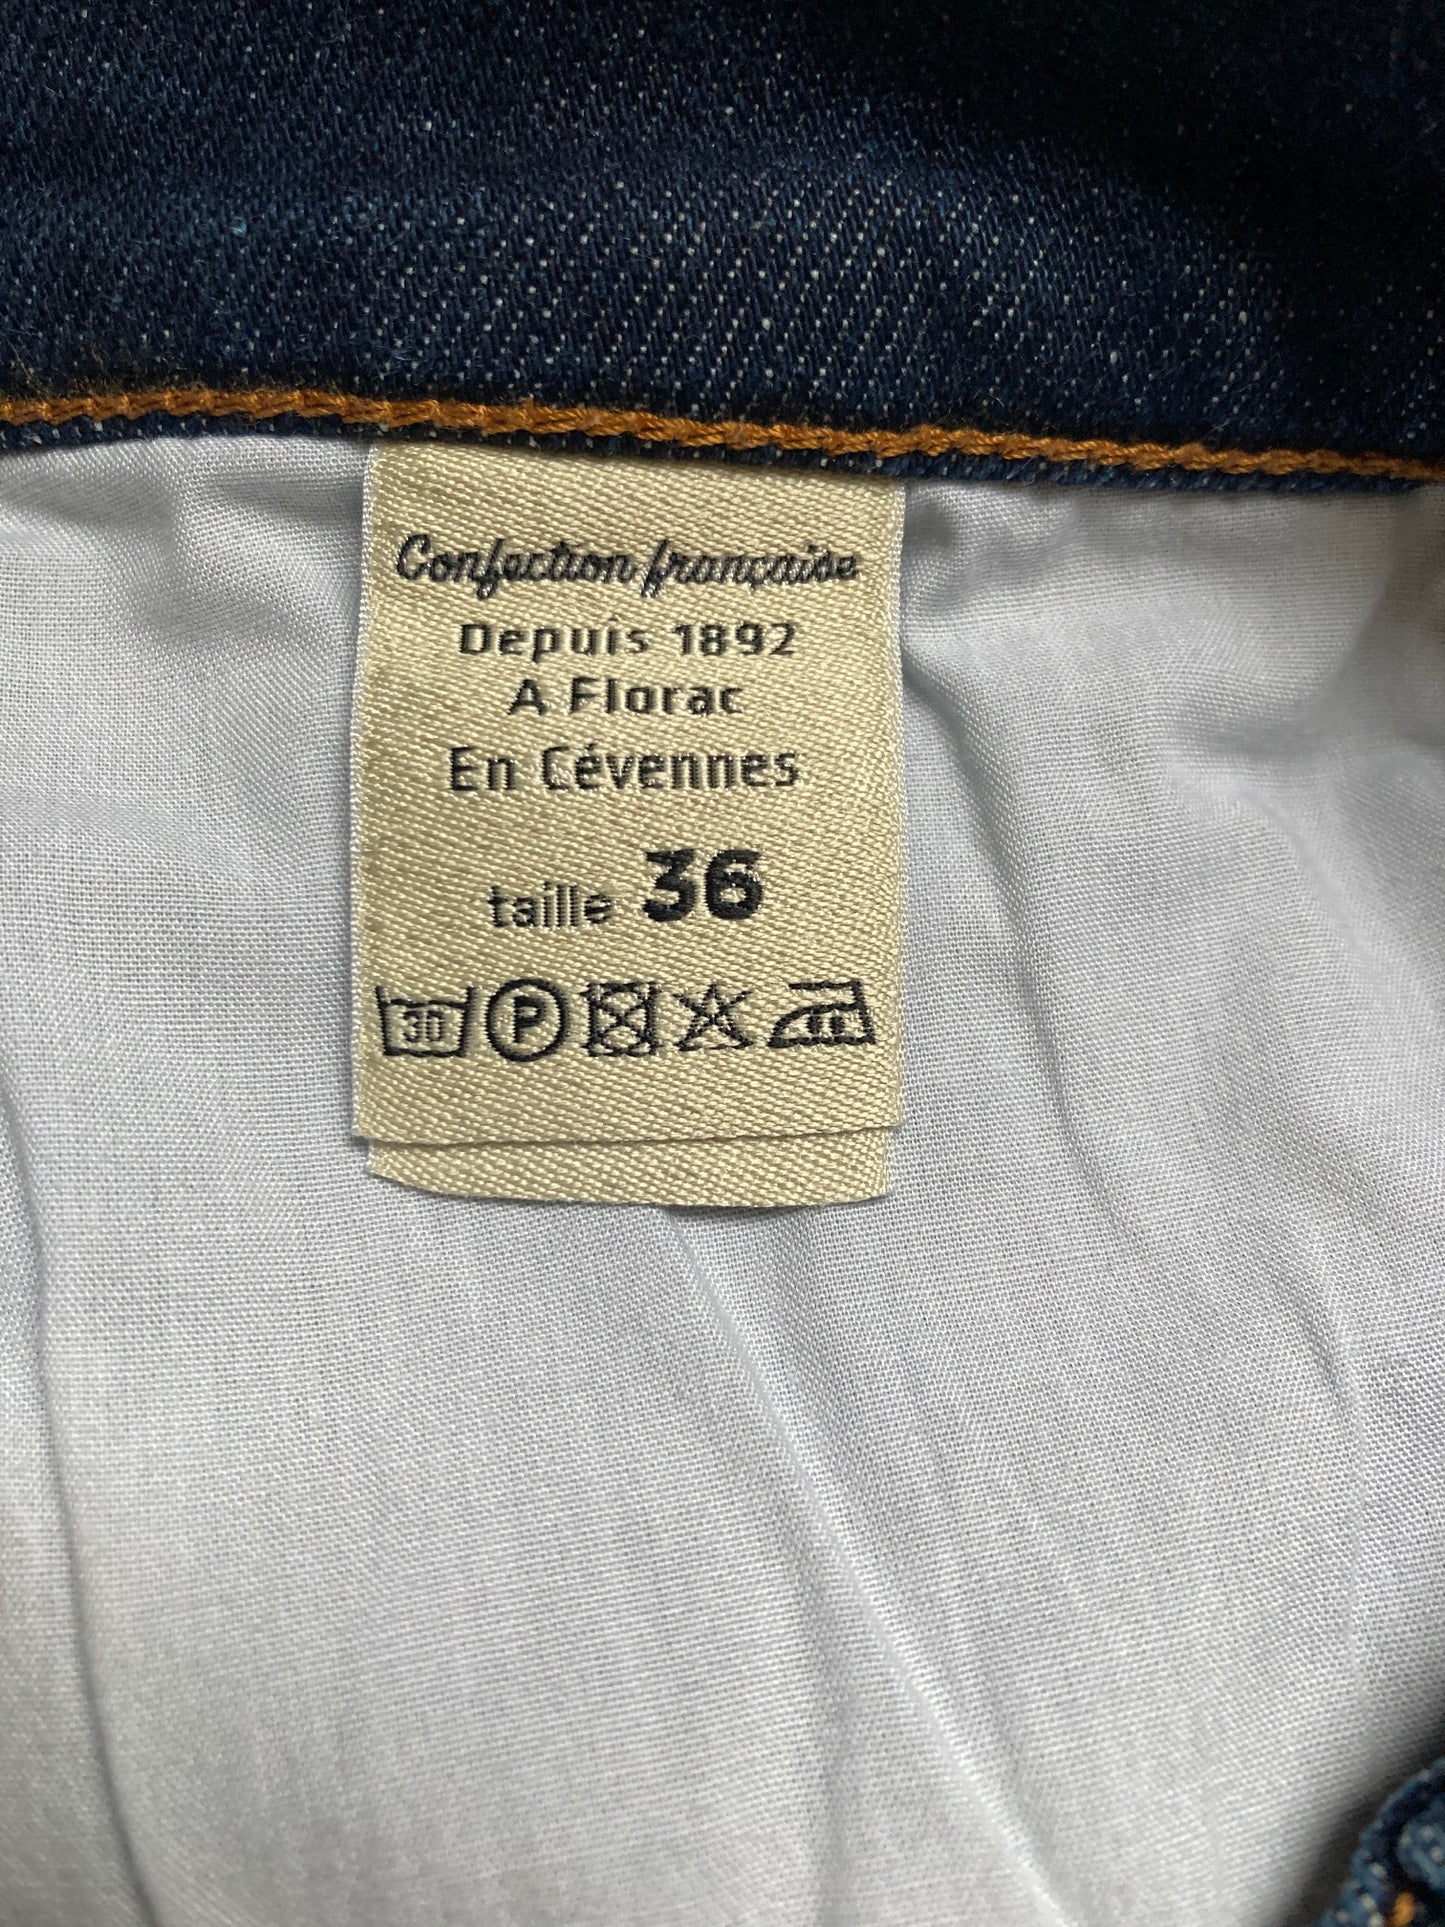 Confection française
Depuis 1892
A Florac
En Cévennes
taille 36
30 P